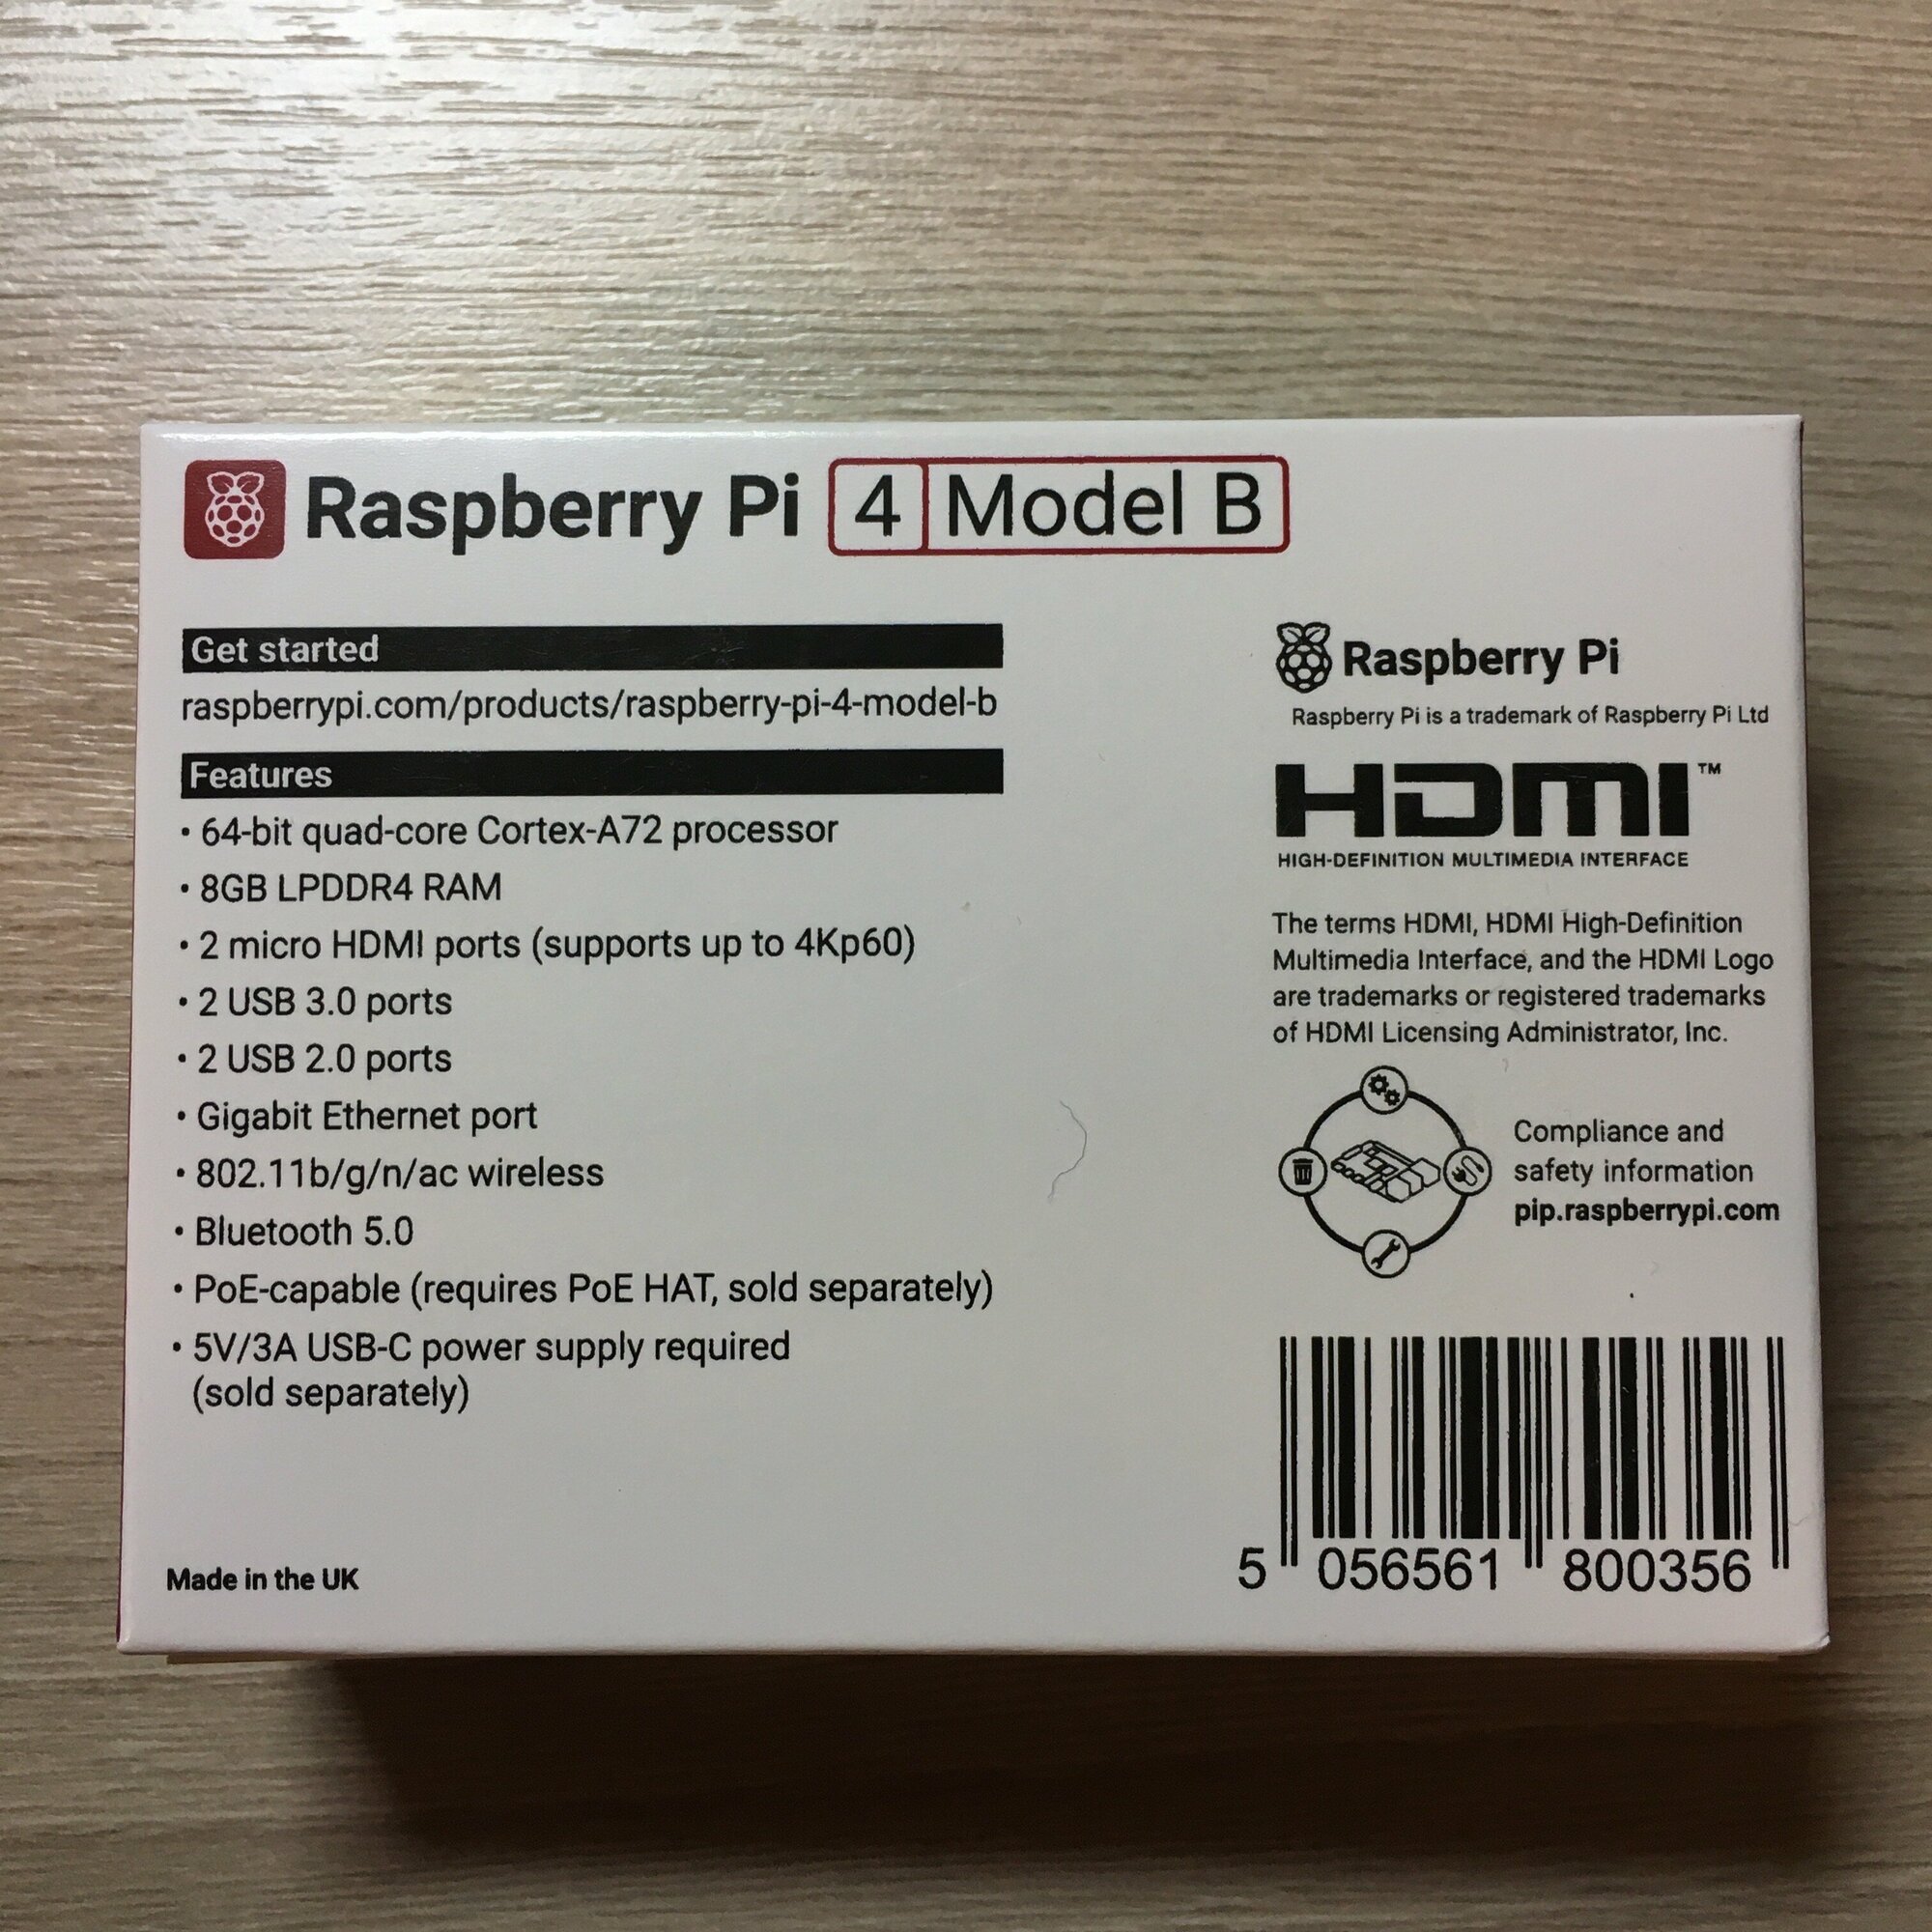 Raspberry Pi 4 Model B
Get started
raspberrypi.com/products/raspberry-pi-4-model-b
Features
• 64-bit quad-core Cortex-A72 processor
• 8GB LPDDR4 RAM
• 2 micro HDMI ports (supports up to 4Kp60)
• 2 USB 3.0 ports
• 2 USB 2.0 ports
• Gigabit Ethernet port
• 802.11b/g/n/ac wireless
• Bluetooth 5.0
• PoE-capable (requires PoE HAT, sold separately)
• 5V/3A USB-C power supply required
(sold separately)
Made in the UK
Raspberry Pi
Raspberry Pi is a trademark of Raspberry Pi Ltd
HDMI™
HIGH-DEFINITION MULTIMEDIA INTERFACE
The terms HDMI, HDMI High-Definition
Multimedia Interface, and the HDMI Logo
are trademarks or registered trademarks
of HDMI Licensing Administrator, Inc.
Compliance and
safety information
pip.raspberrypi.com
5 056561 800356